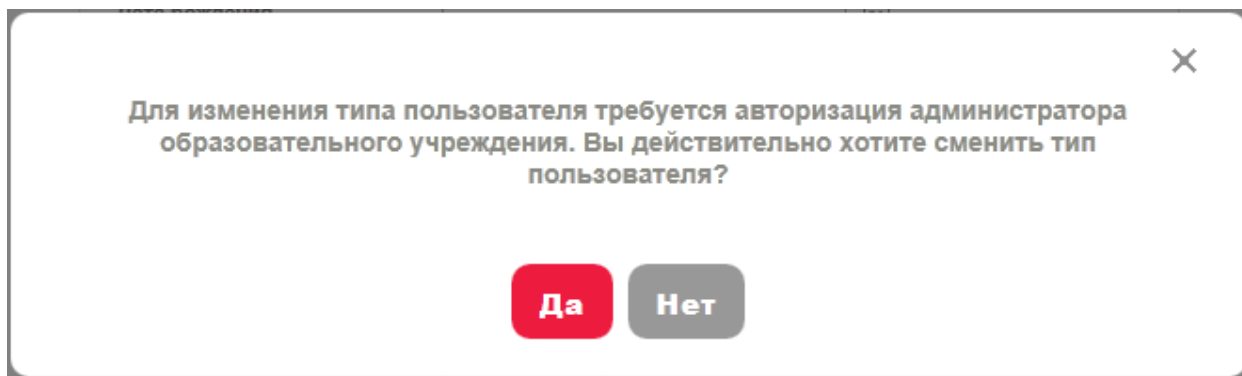 Для изменения типа пользователя требуется авторизация администратора
образовательного учреждения. Вы действительно хотите сменить тип
пользователя?
Да Нет